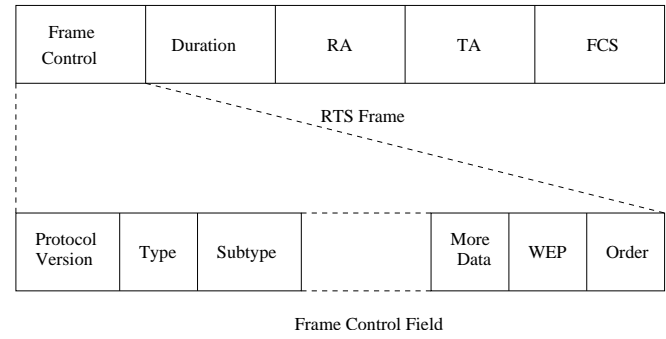 Frame
Control
Duration
RA
TA
FCS
RTS Frame
Protocol
Version
Type
Subtype
More
Data
WEP
Order
Frame Control Field